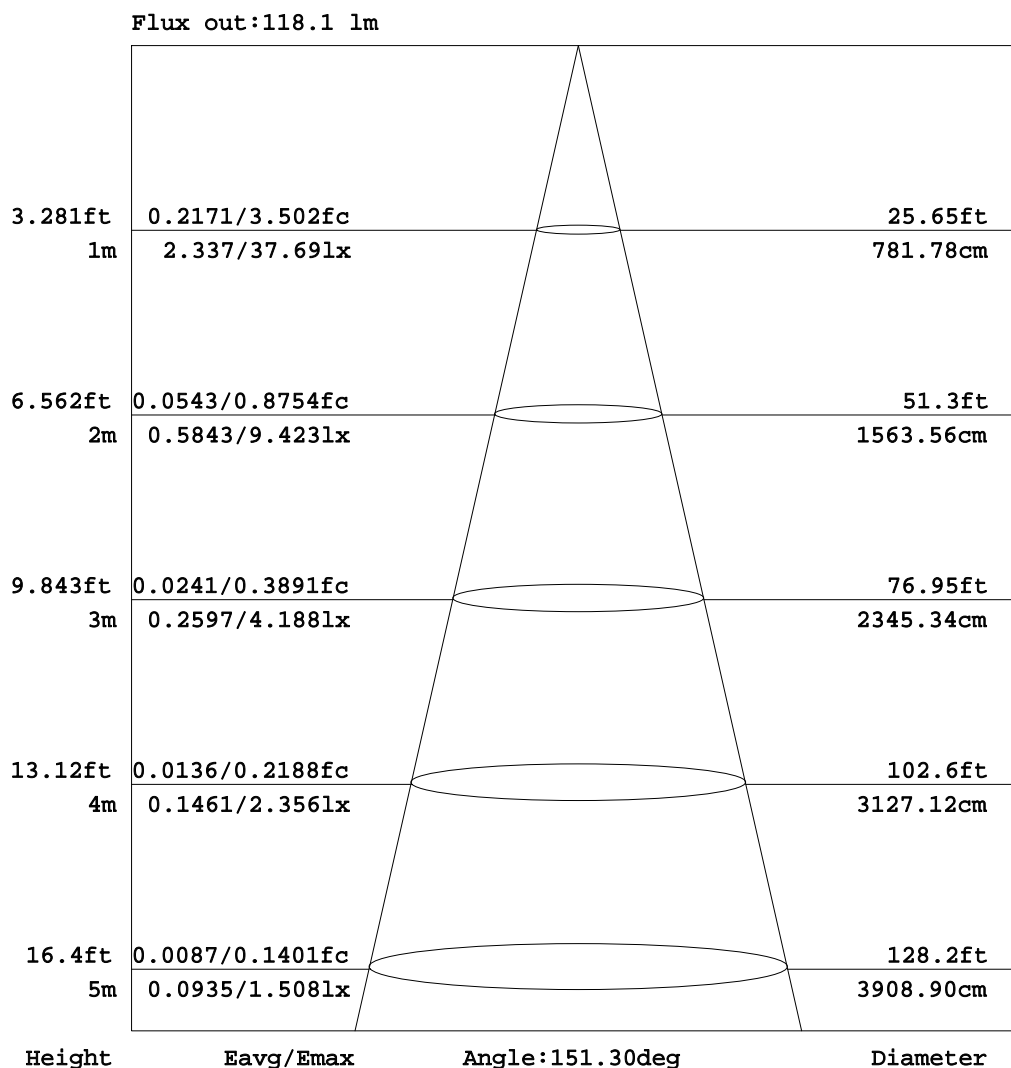 Flux out:118.1 lm
3.281ft 0.2171/3.502fc 25.65ft
1m 2.337/37.69lx 781.78cm
6.562ft 0.0543/0.8754fc 51.3ft
2m 0.5843/9.423lx 1563.56cm
9.843ft 0.0241/0.3891fc 76.95ft
3m 0.2597/4.188lx 2345.34cm
13.12ft 0.0136/0.2188fc 102.6ft
4m 0.1461/2.356lx 3127.12cm
16.4ft 0.0087/0.1401fc 128.2ft
5m 0.0935/1.508lx 3908.90cm
Height Eavg/Emax Angle:151.30deg Diameter